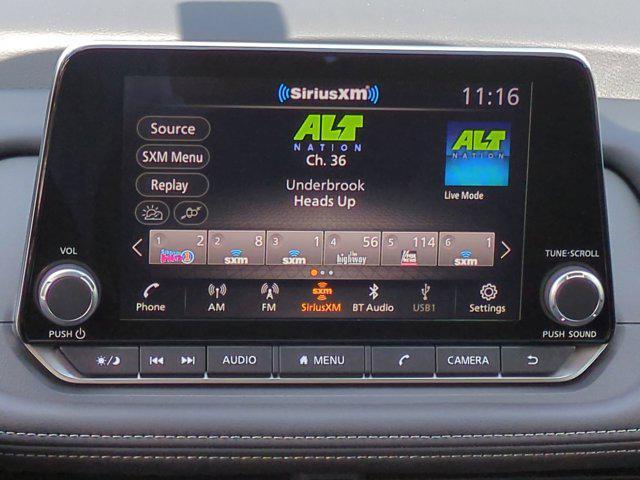 SiriusXM
11:16
Source
SXM Menu
Replay
ALT
NATION
Ch. 36
Underbrook
Heads Up
ALT
NATION
Live Mode
1 2
2 8
sxm
3 1
sxm
4 56
the highway
5 114
6 1
sxm
Phone
AM
FM
sxm
SiriusXM
BT Audio
USB1
Settings
VOL
PUSH
TUNE·SCROLL
PUSH SOUND
AUDIO
MENU
CAMERA